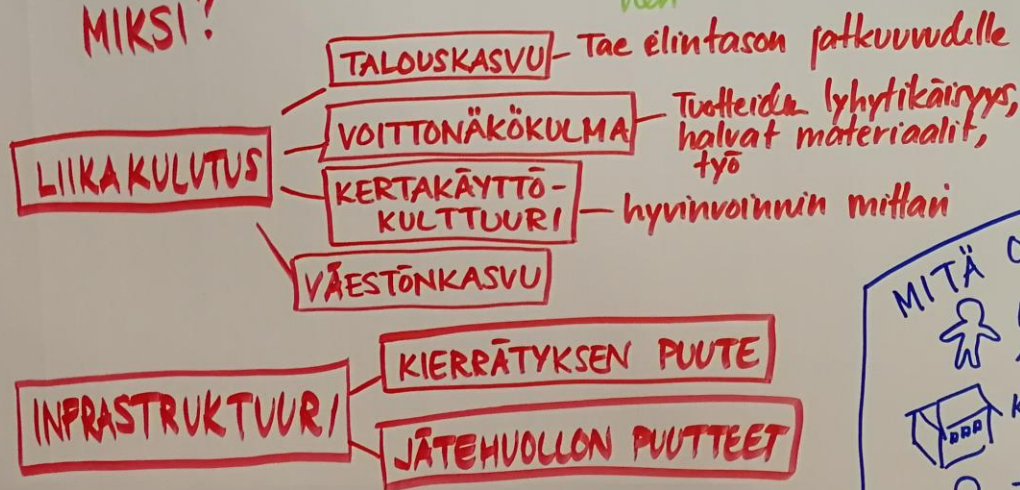 MIKSI?
LIIKAKULUTUS
TALOUSKASVU
Tae elintason jatkuvuudelle
VOITTONÄKÖKULMA
Tuotteiden lyhytikäisyys,
halvat materiaalit,
työ
KERTAKÄYTTÖ-
KULTTUURI
hyvinvoinnin mittari
VÄESTÖNKASVU
INFRASTRUKTUURI
KIERRÄTYKSEN PUUTE
JÄTEHUOLLON PUUTTEET
MITÄ